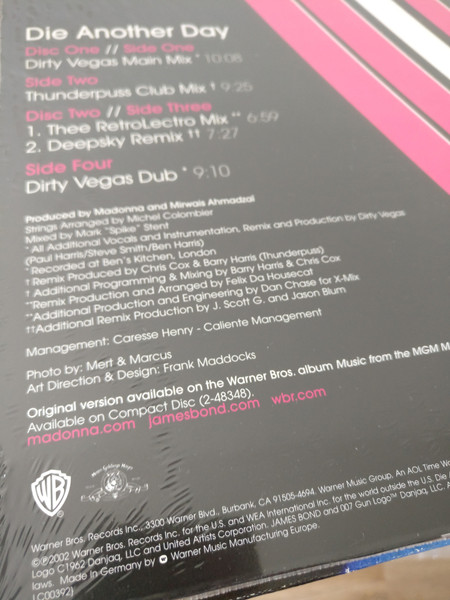 Die Another Day
Disc One // Side One
Dirty Vegas Main Mix * 10:08
Side Two
Thunderpuss Club Mix † 9:25
Disc Two // Side Three
1. Thee RetroLectro Mix ** 6:59
2. Deepsky Remix †† 7:27
Side Four
Dirty Vegas Dub * 9:10
Produced by Madonna and Mirwais Ahmadzaï
Strings Arranged by Michel Colombier
Mixed by Mark "Spike" Stent
* All Additional Vocals and Instrumentation, Remix and Production by Dirty Vegas
(Paul Harris/Steve Smith/Ben Harris)
* Recorded at Ben's Kitchen, London
† Remix Produced by Chris Cox & Barry Harris (Thunderpuss)
† Additional Programming & Mixing by Barry Harris & Chris Cox
**Remix Production and Arranged by Felix Da Housecat
**Additional Production and Engineering by Dan Chase for X-Mix
††Additional Remix Production by J. Scott G. and Jason Blum
Management: Caresse Henry - Caliente Management
Photo by: Mert & Marcus
Art Direction & Design: Frank Maddocks
Original version available on the Warner Bros. album Music from the MGM M
Available on Compact Disc (2-48348).
madonna.com jamesbond.com wbr.com
WB
Warner Bros. Records Inc., 3300 Warner Blvd., Burbank, CA 91505-4694. Warner Music Group, An AOL Time Wa
©℗2002 Warner Bros. Records Inc. for the U.S. and WEA International Inc. for the world outside the U.S. Die
Logo ©1962 Danjaq, LLC and United Artists Corporation. JAMES BOND and 007 Gun Logo™ Danjaq, LLC. A
laws. Made in Germany by Warner Music Manufacturing Europe.
LC00392)